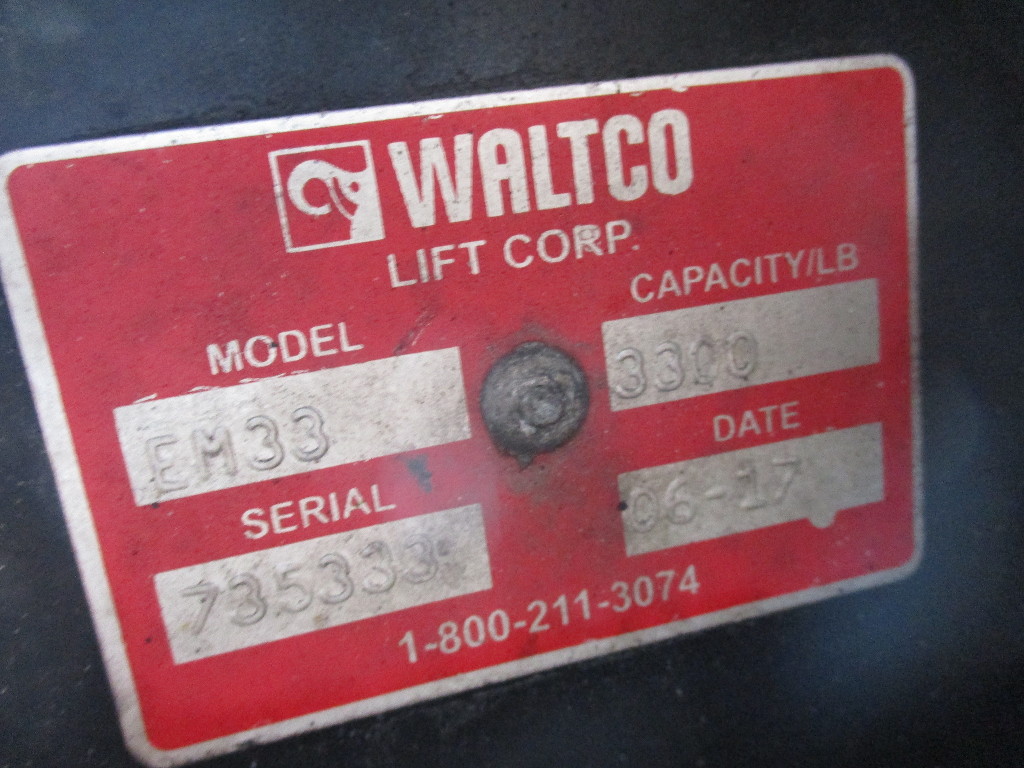 WALTCO
LIFT CORP.
MODEL
EM33
CAPACITY/LB
3300
SERIAL
735333
DATE
06-17
1-800-211-3074